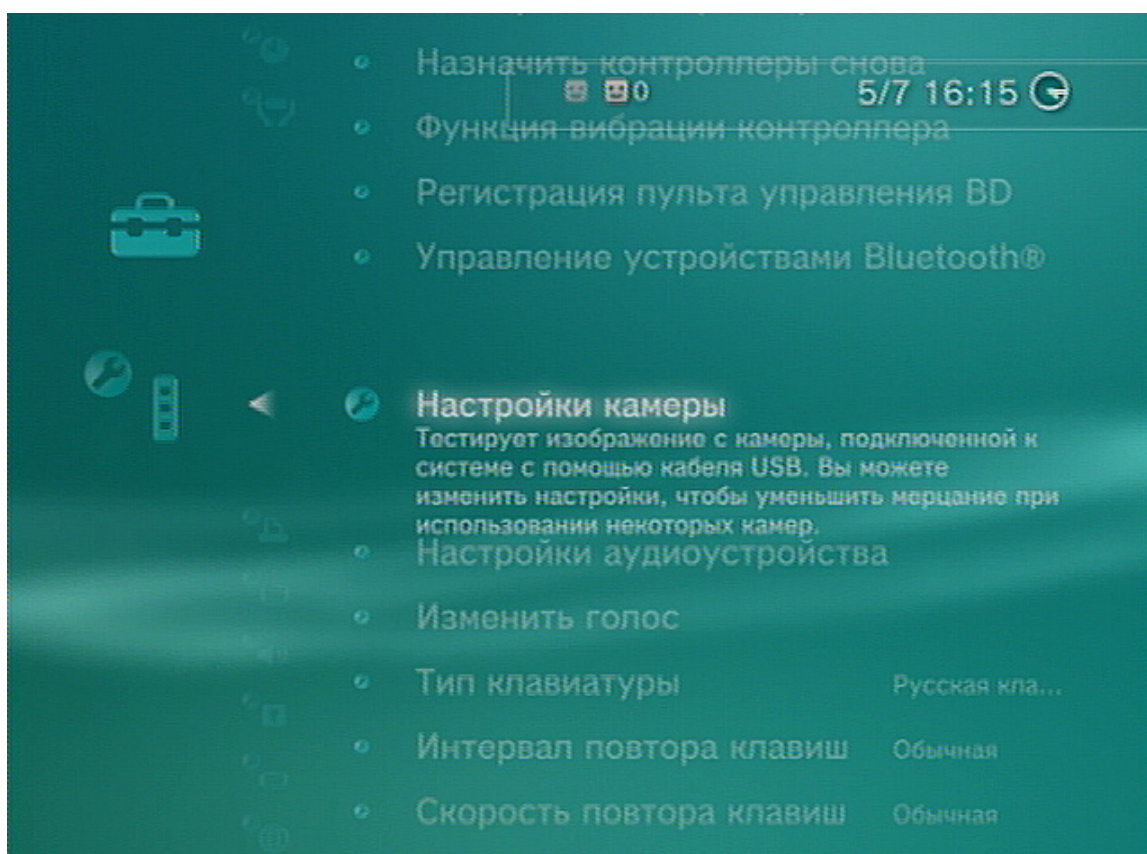 Назначить контроллеры снова
0
5/7 16:15
Функция вибрации контроллера
Регистрация пульта управления BD
Управление устройствами Bluetooth®
Настройки камеры
Тестирует изображение с камеры, подключенной к
системе с помощью кабеля USB. Вы можете
изменить настройки, чтобы уменьшить мерцание при
использовании некоторых камер.
Настройки аудиоустройства
Изменить голос
Тип клавиатуры Русская кла...
Интервал повтора клавиш Обычная
Скорость повтора клавиш Обычная